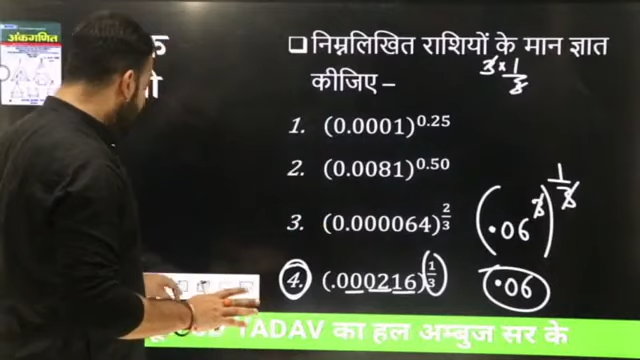 अंकगणित
निम्नलिखित राशियों के मान ज्ञात
कीजिए –
3 × 1/3
1. (0.0001)^0.25
2. (0.0081)^0.50
3. (0.000064)^2/3
(.06^3)^1/3
4. (.000216)^1/3
.06
YADAV का हल अम्बुज सर के